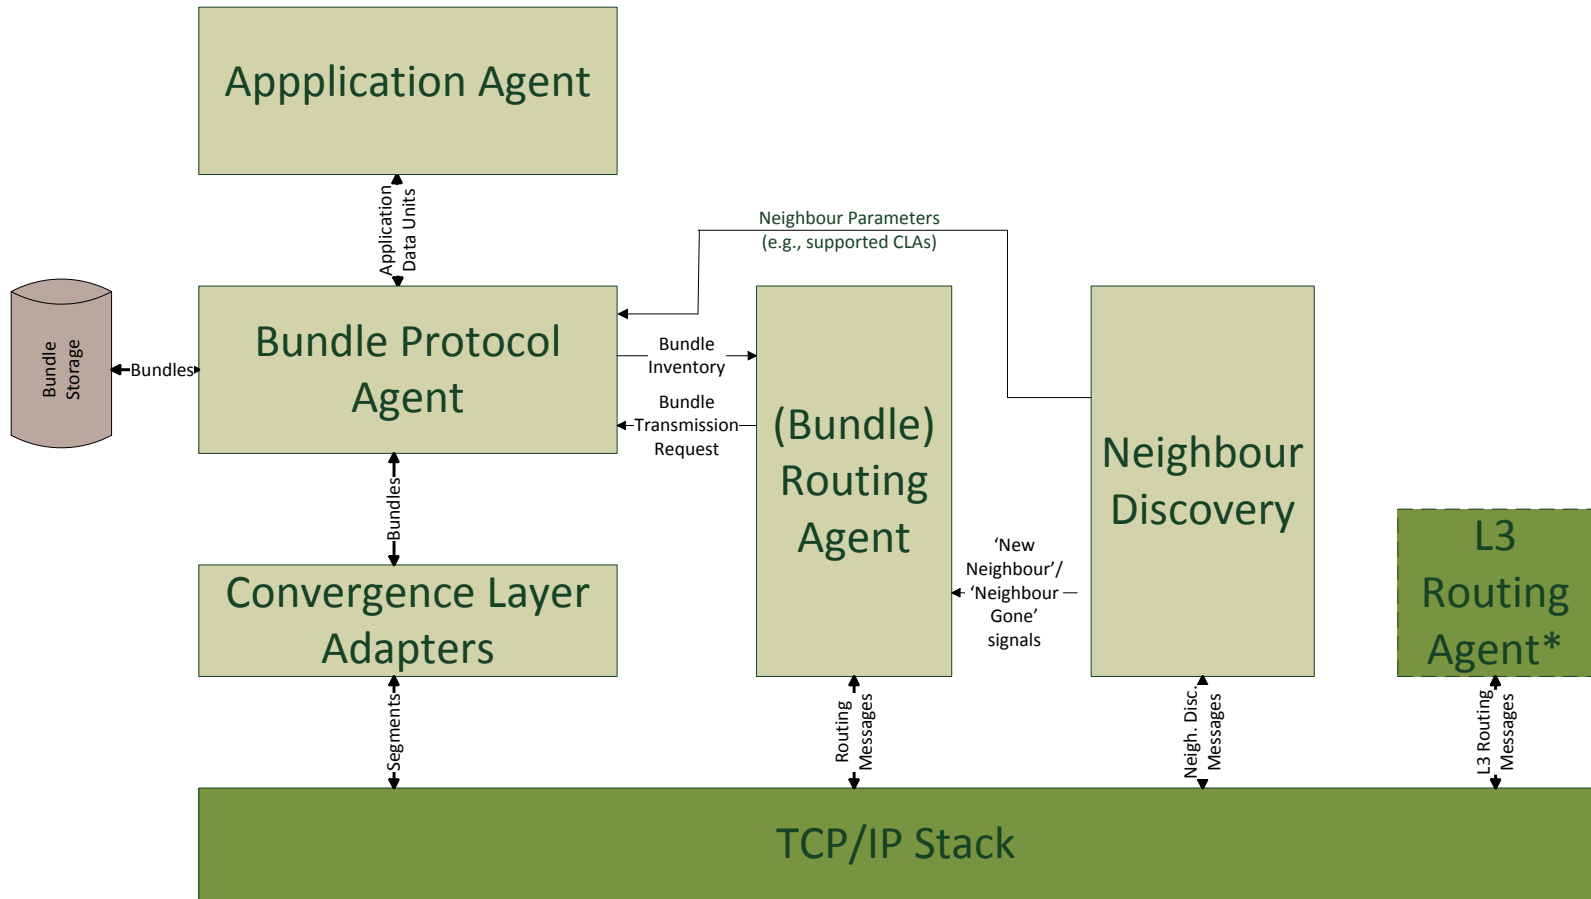 Appplication Agent
Application
Data Units
Neighbour Parameters
(e.g., supported CLAs)
Bundle
Storage
Bundles
Bundle Protocol
Agent
Bundle
Inventory
Bundle
Transmission
Request
(Bundle)
Routing
Agent
Neighbour
Discovery
‘New
Neighbour’/
‘Neighbour
Gone’
signals
L3
Routing
Agent*
Bundles
Convergence Layer
Adapters
Segments
Routing
Messages
Neigh. Disc.
Messages
L3 Routing
Messages
TCP/IP Stack